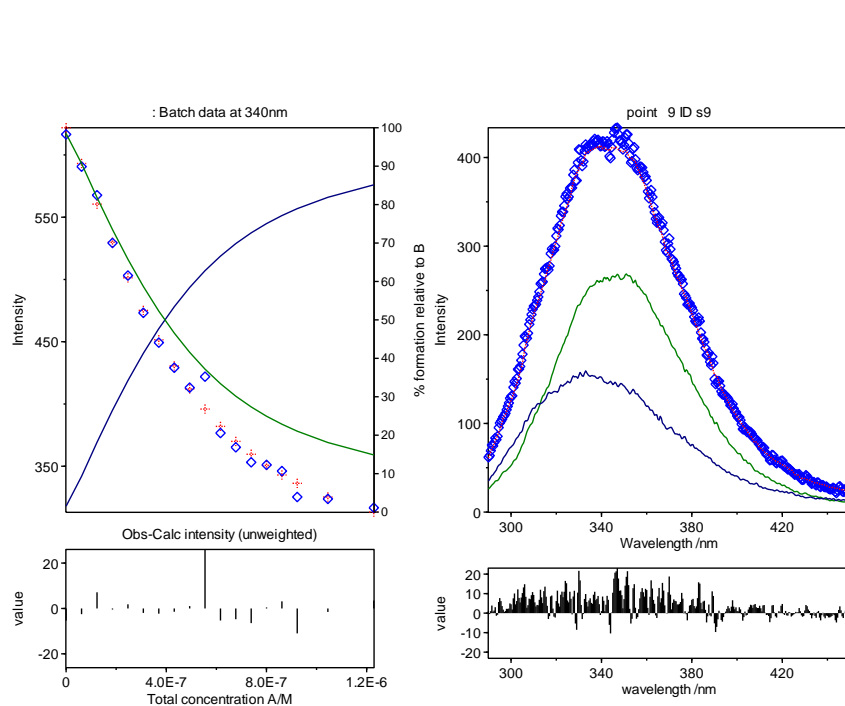 : Batch data at 340nm
550
450
350
Intensity
100
90
80
70
60
50
40
30
20
10
0
% formation relative to B
Obs-Calc intensity (unweighted)
20
0
-20
value
0
4.0E-7
8.0E-7
1.2E-6
Total concentration A/M
point 9 ID s9
400
300
200
100
0
Intensity
300
340
380
420
Wavelength /nm
20
10
0
-10
-20
value
300
340
380
420
wavelength /nm